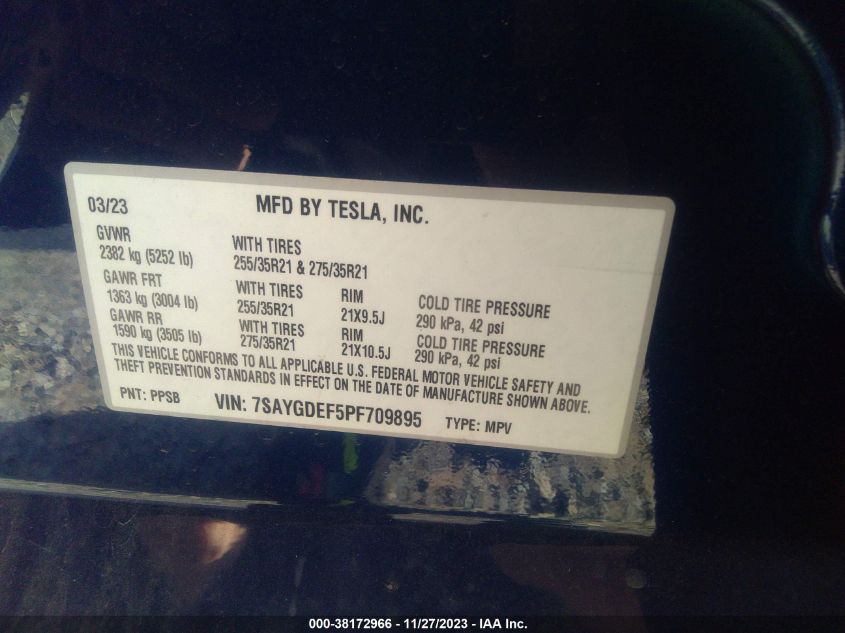 03/23 MFD BY TESLA, INC.
GVWR
2382 kg (5252 lb)
WITH TIRES
255/35R21 & 275/35R21
GAWR FRT
1363 kg (3004 lb)
WITH TIRES
255/35R21
RIM
21X9.5J
COLD TIRE PRESSURE
290 kPa, 42 psi
GAWR RR
1590 kg (3505 lb)
WITH TIRES
275/35R21
RIM
21X10.5J
COLD TIRE PRESSURE
290 kPa, 42 psi
THIS VEHICLE CONFORMS TO ALL APPLICABLE U.S. FEDERAL MOTOR VEHICLE SAFETY AND
THEFT PREVENTION STANDARDS IN EFFECT ON THE DATE OF MANUFACTURE SHOWN ABOVE.
PNT: PPSB VIN: 7SAYGDEF5PF709895 TYPE: MPV
000-38172966 - 11/27/2023 - IAA Inc.